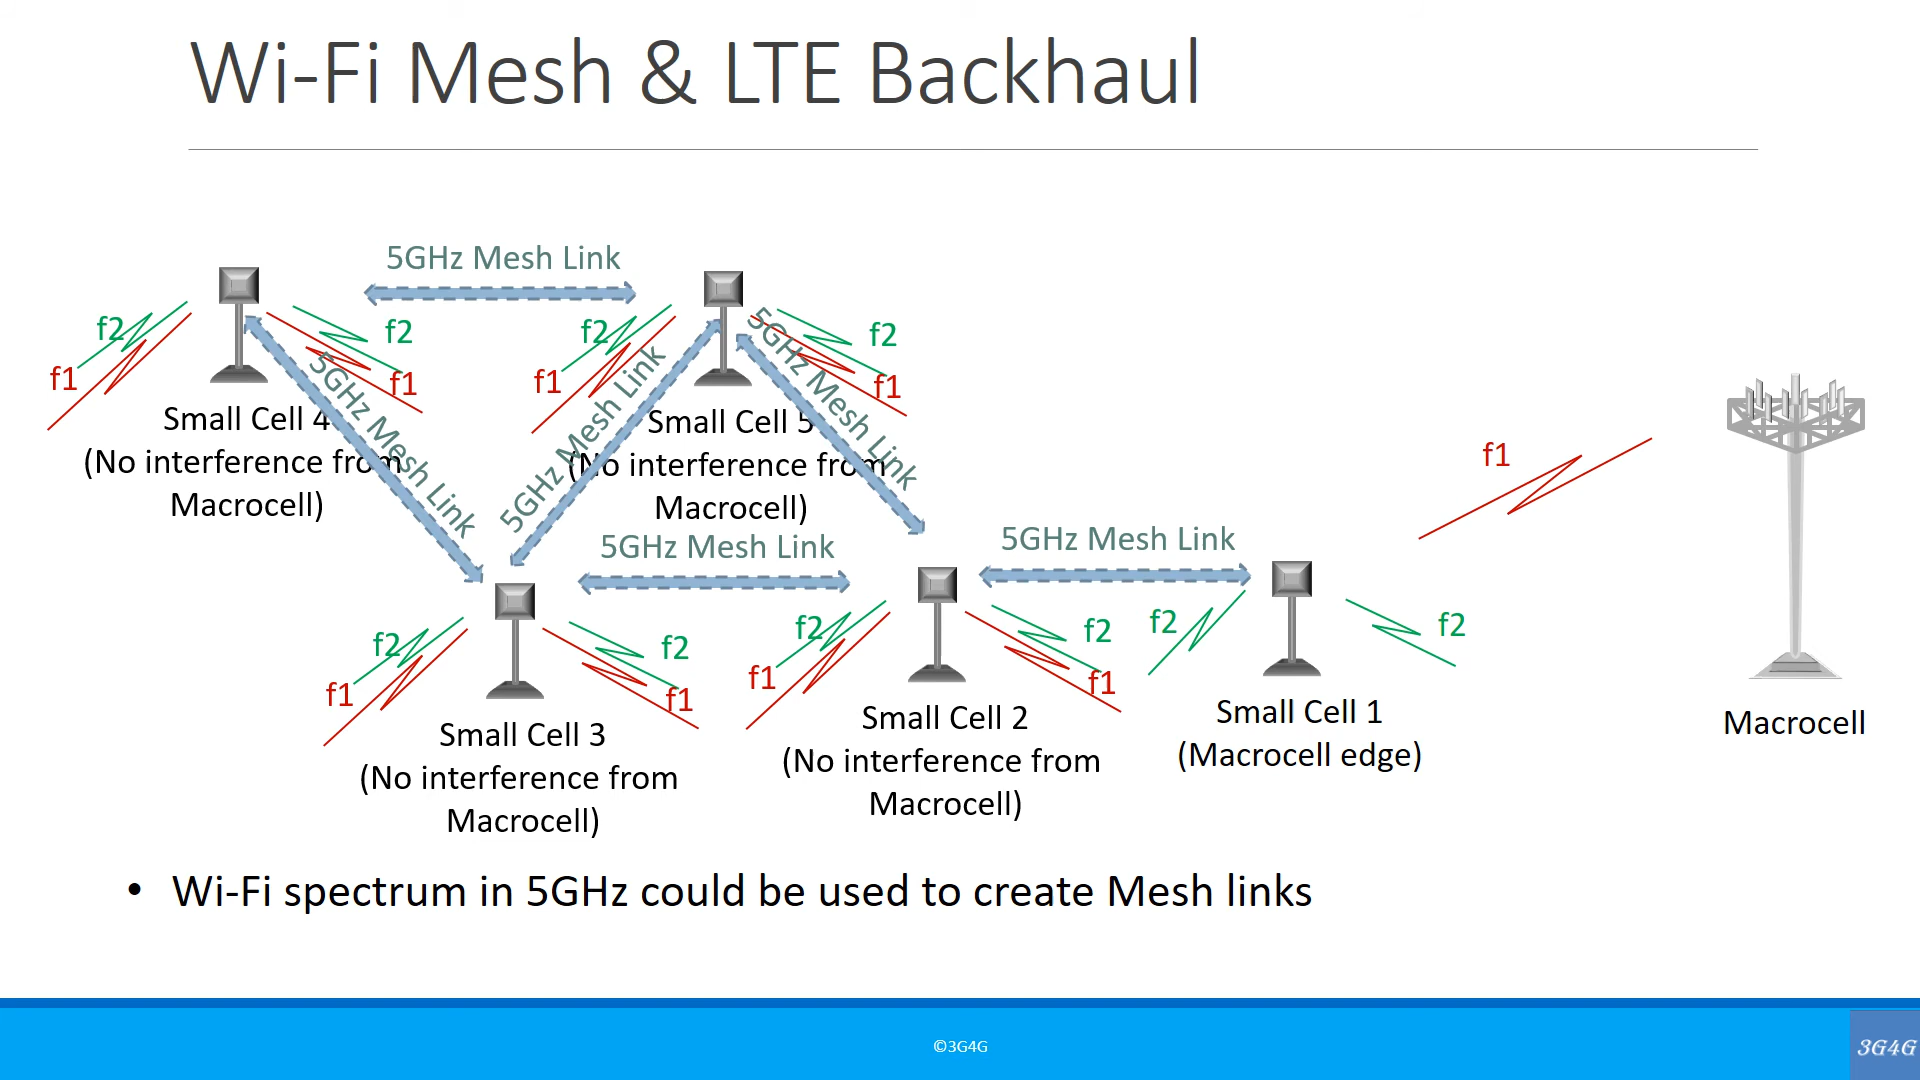 Wi-Fi Mesh & LTE Backhaul
5GHz Mesh Link
f2
f1
f2
f1
Small Cell 4
(No interference from
Macrocell)
5GHz Mesh Link
f2
f1
f2
f1
Small Cell 5
(No interference from
Macrocell)
5GHz Mesh Link
5GHz Mesh Link
5GHz Mesh Link
f2
f1
f2
f1
Small Cell 3
(No interference from
Macrocell)
5GHz Mesh Link
f2
f1
f2
f1
Small Cell 2
(No interference from
Macrocell)
f2
f2
Small Cell 1
(Macrocell edge)
f1
Macrocell
• Wi-Fi spectrum in 5GHz could be used to create Mesh links
©3G4G
3G4G